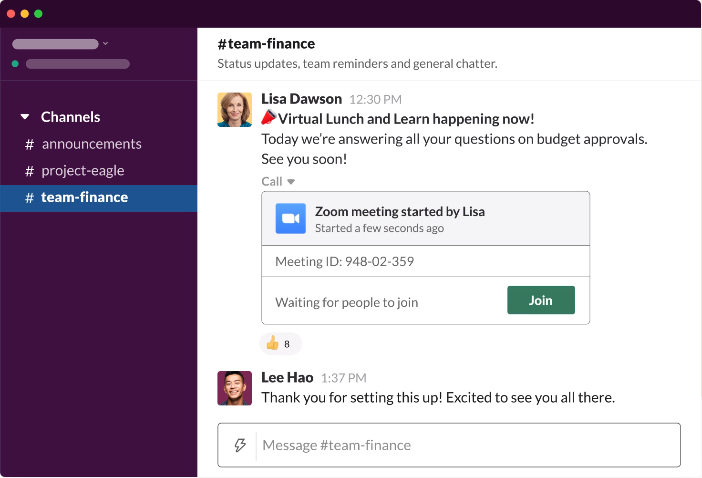 #team-finance
Status updates, team reminders and general chatter.
Channels
# announcements
# project-eagle
# team-finance
Lisa Dawson 12:30 PM
Virtual Lunch and Learn happening now!
Today we’re answering all your questions on budget approvals.
See you soon!
Call
Zoom meeting started by Lisa
Started a few seconds ago
Meeting ID: 948-02-359
Waiting for people to join
Join
8
Lee Hao 1:37 PM
Thank you for setting this up! Excited to see you all there.
Message #team-finance